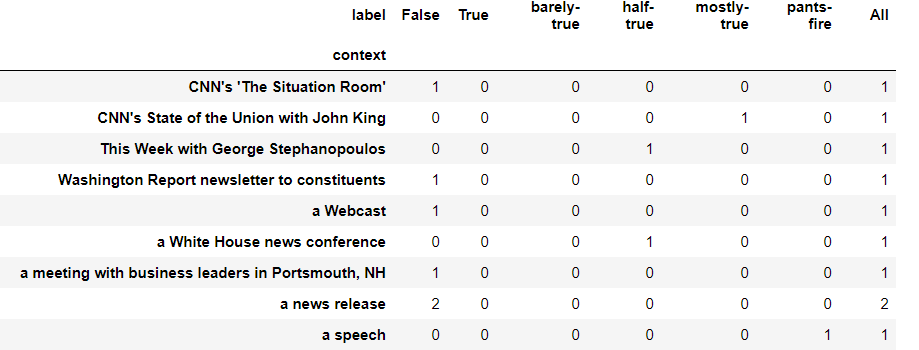 label False True barely-true half-true mostly-true pants-fire All
context
CNN's 'The Situation Room' 1 0 0 0 0 0 1
CNN's State of the Union with John King 0 0 0 0 1 0 1
This Week with George Stephanopoulos 0 0 0 1 0 0 1
Washington Report newsletter to constituents 1 0 0 0 0 0 1
a Webcast 1 0 0 0 0 0 1
a White House news conference 0 0 0 1 0 0 1
a meeting with business leaders in Portsmouth, NH 1 0 0 0 0 0 1
a news release 2 0 0 0 0 0 2
a speech 0 0 0 0 0 1 1